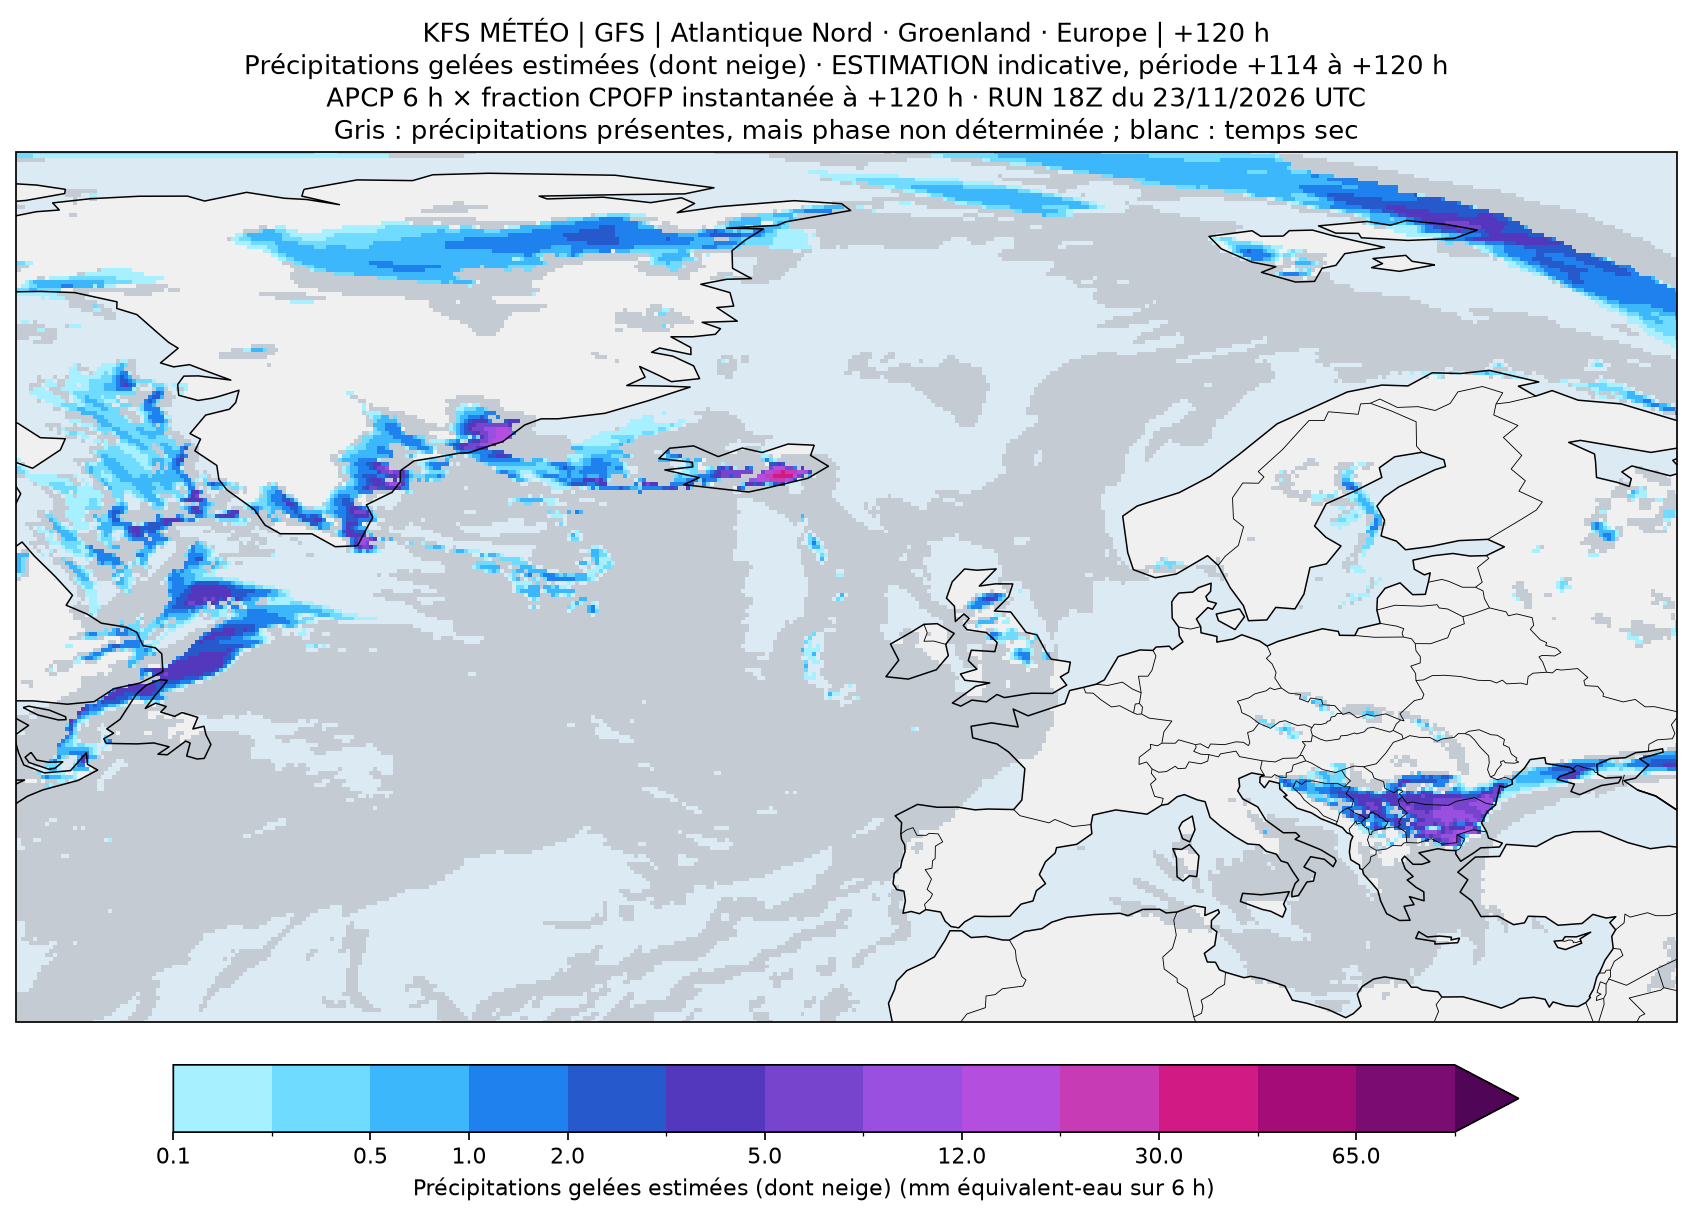 KFS MÉTÉO | GFS | Atlantique Nord · Groenland · Europe | +120 h
Précipitations gelées estimées (dont neige) · ESTIMATION indicative, période +114 à +120 h
APCP 6 h × fraction CPOFP instantanée à +120 h · RUN 18Z du 23/11/2026 UTC
Gris : précipitations présentes, mais phase non déterminée ; blanc : temps sec
0.1 0.5 1.0 2.0 5.0 12.0 30.0 65.0
Précipitations gelées estimées (dont neige) (mm équivalent-eau sur 6 h)